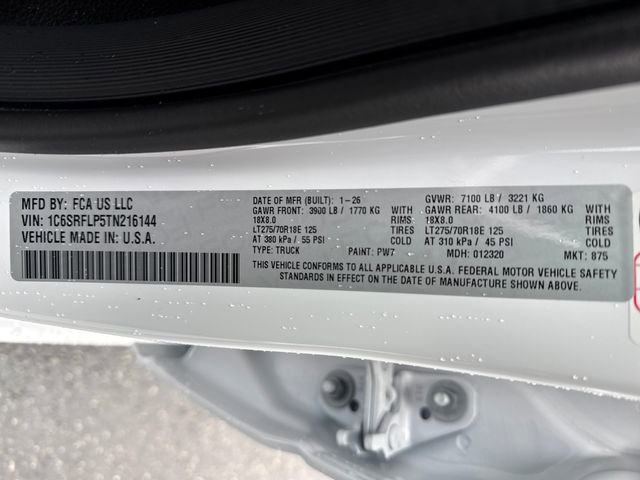 MFD BY: FCA US LLC
VIN: 1C6SRFLP5TN216144
VEHICLE MADE IN: U.S.A.
DATE OF MFR (BUILT): 1-26 GVWR: 7100 LB / 3221 KG
GAWR FRONT: 3900 LB / 1770 KG WITH GAWR REAR: 4100 LB / 1860 KG WITH
18X8.0 RIMS 18X8.0 RIMS
LT275/70R18E 125 TIRES LT275/70R18E 125 TIRES
AT 380 kPa / 55 PSI COLD AT 310 kPa / 45 PSI COLD
TYPE: TRUCK PAINT: PW7 MDH: 012320 MKT: 875
THIS VEHICLE CONFORMS TO ALL APPLICABLE U.S.A. FEDERAL MOTOR VEHICLE SAFETY
STANDARDS IN EFFECT ON THE DATE OF MANUFACTURE SHOWN ABOVE.